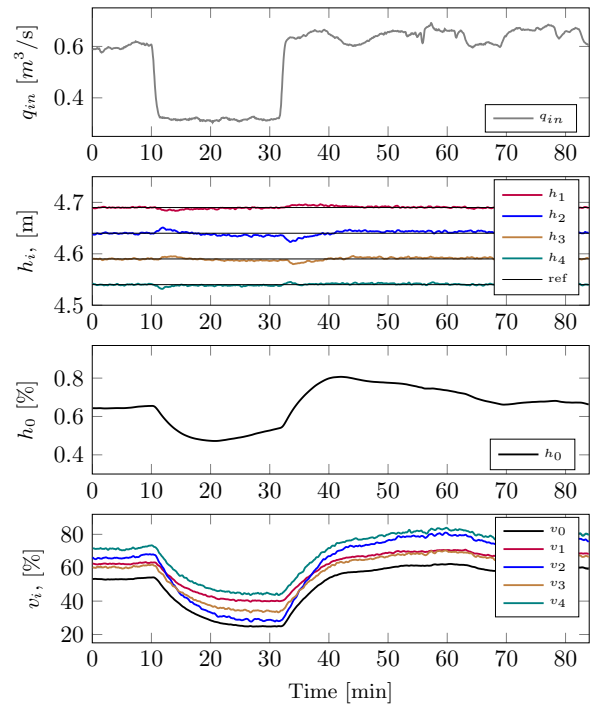 q_in [m^3/s]
0.6
0.4
q_in
0 10 20 30 40 50 60 70 80
h_i, [m]
4.7
4.6
4.5
h_1
h_2
h_3
h_4
ref
0 10 20 30 40 50 60 70 80
h_0 [%]
0.8
0.6
0.4
h_0
0 10 20 30 40 50 60 70 80
v_i, [%]
80
60
40
20
v_0
v_1
v_2
v_3
v_4
0 10 20 30 40 50 60 70 80
Time [min]